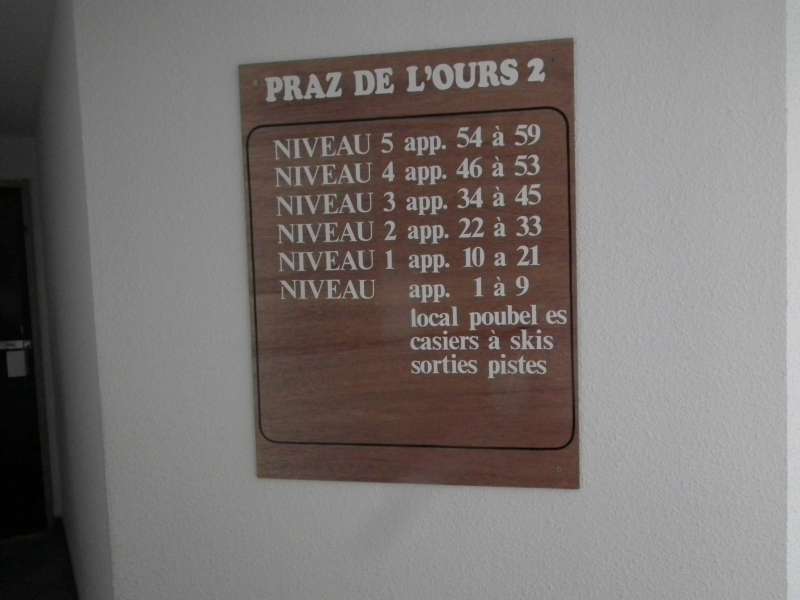 PRAZ DE L'OURS 2
NIVEAU 5 app. 54 à 59
NIVEAU 4 app. 46 à 53
NIVEAU 3 app. 34 à 45
NIVEAU 2 app. 22 à 33
NIVEAU 1 app. 10 a 21
NIVEAU app. 1 à 9
local poubel es
casiers à skis
sorties pistes